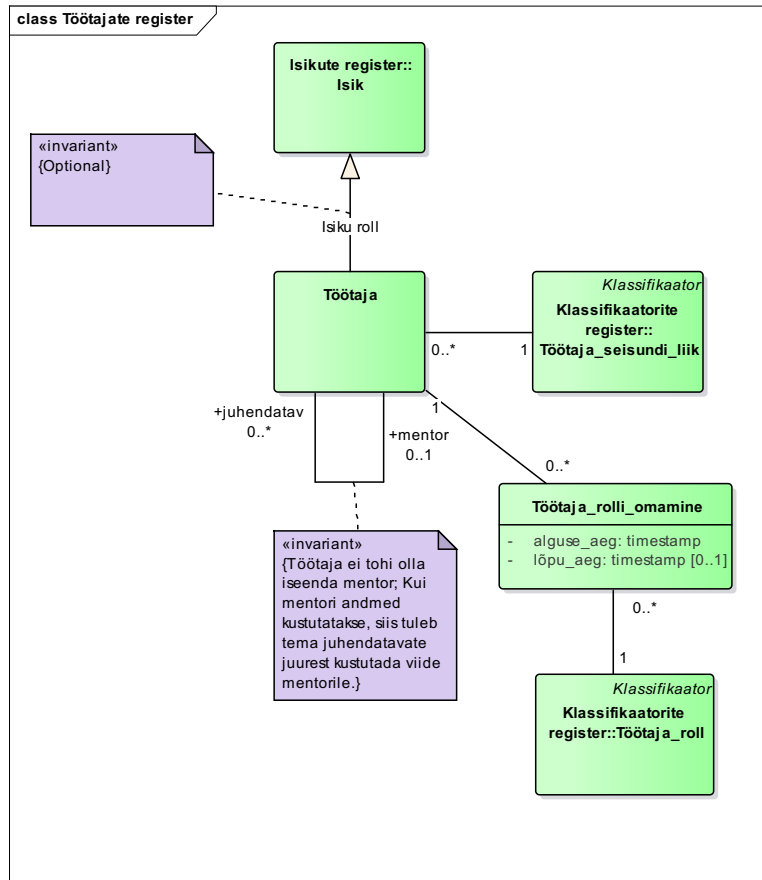 class Töötajate register
Isikute register::
Isik
«invariant»
{Optional}
Isiku roll
Töötaja
Klassifikaator
Klassifikaatorite
register::
Töötaja_seisundi_liik
0..*
1
+juhendatav
0..*
+mentor
0..1
1
0..*
Töötaja_rolli_omamine
- alguse_aeg: timestamp
- lõpu_aeg: timestamp [0..1]
«invariant»
{Töötaja ei tohi olla
iseenda mentor; Kui
mentori andmed
kustutatakse, siis tuleb
tema juhendatavate
juurest kustutada viide
mentorile.}
0..*
1
Klassifikaator
Klassifikaatorite
register::Töötaja_roll